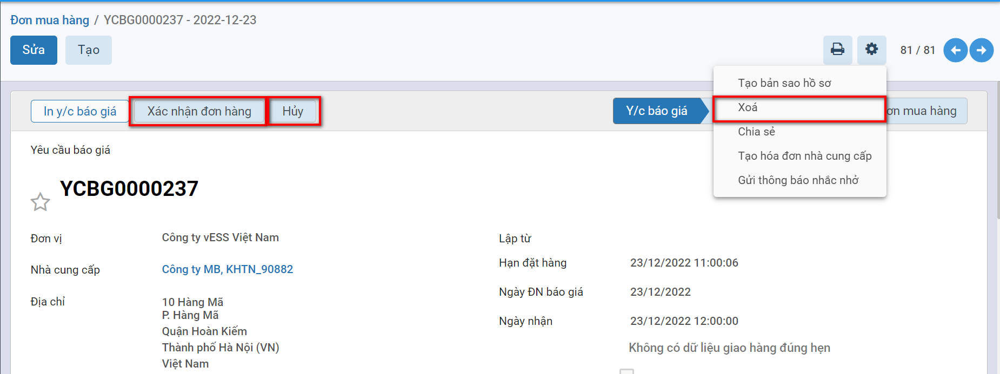 Đơn mua hàng / YCBG0000237 - 2022-12-23
Sửa Tạo 81 / 81
Tạo bản sao hồ sơ
Xoá
Chia sẻ
Tạo hóa đơn nhà cung cấp
Gửi thông báo nhắc nhở
In y/c báo giá Xác nhận đơn hàng Hủy Y/c báo giá mua hàng
Yêu cầu báo giá
YCBG0000237
Đơn vị Công ty vESS Việt Nam
Nhà cung cấp Công ty MB, KHTN_90882
Địa chỉ 10 Hàng Mã
P. Hàng Mã
Quận Hoàn Kiếm
Thành phố Hà Nội (VN)
Việt Nam
Lập từ
Hạn đặt hàng 23/12/2022 11:00:06
Ngày ĐN báo giá 23/12/2022
Ngày nhận 23/12/2022 12:00:00
Không có dữ liệu giao hàng đúng hẹn